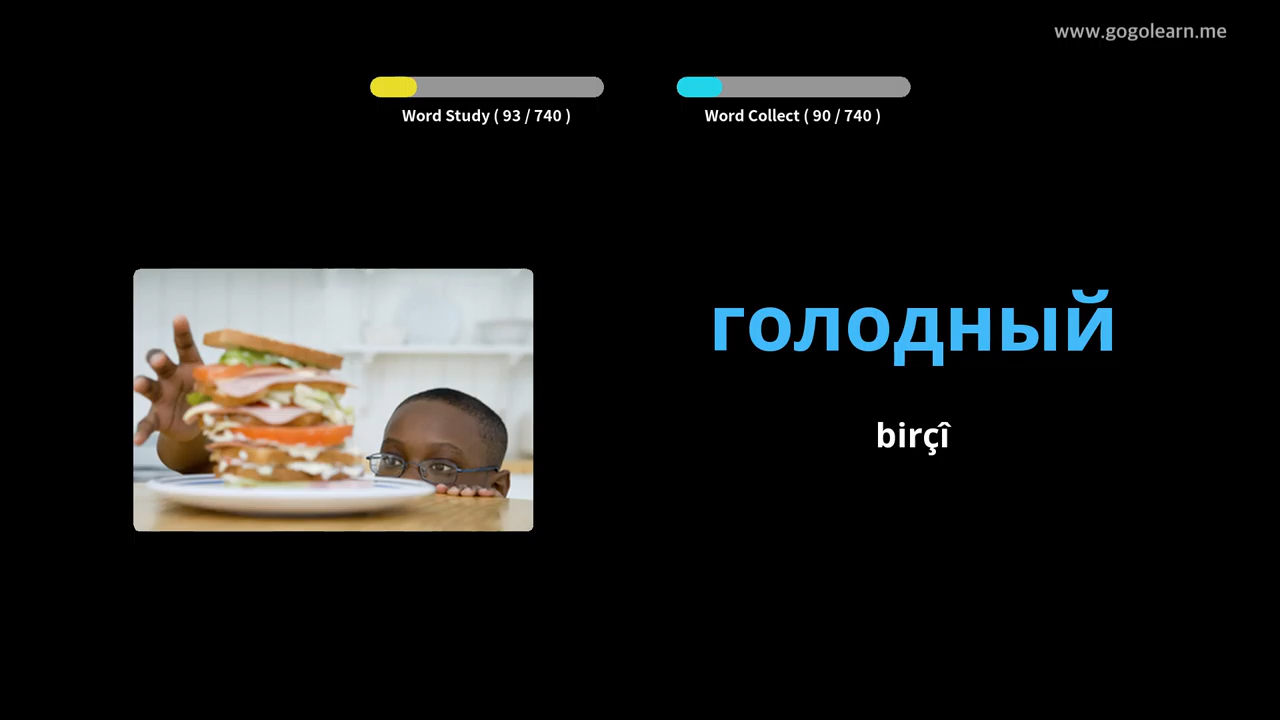 www.gogolearn.me
Word Study ( 93 / 740 )
Word Collect ( 90 / 740 )
голодный
birçî